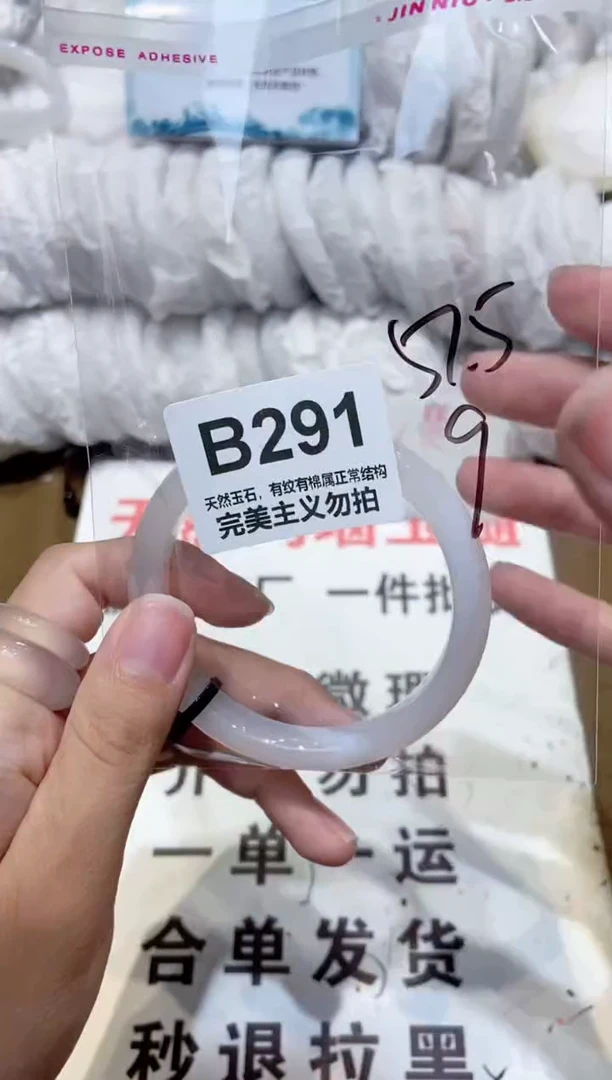 EXPOSE ADHESIVE
JIN NIU
57.5
9
B291
天然玉石，有纹有棉属正常结构
完美主义勿拍
一件批
微瑕
勿拍
一单一运
合单发货
秒退拉黑